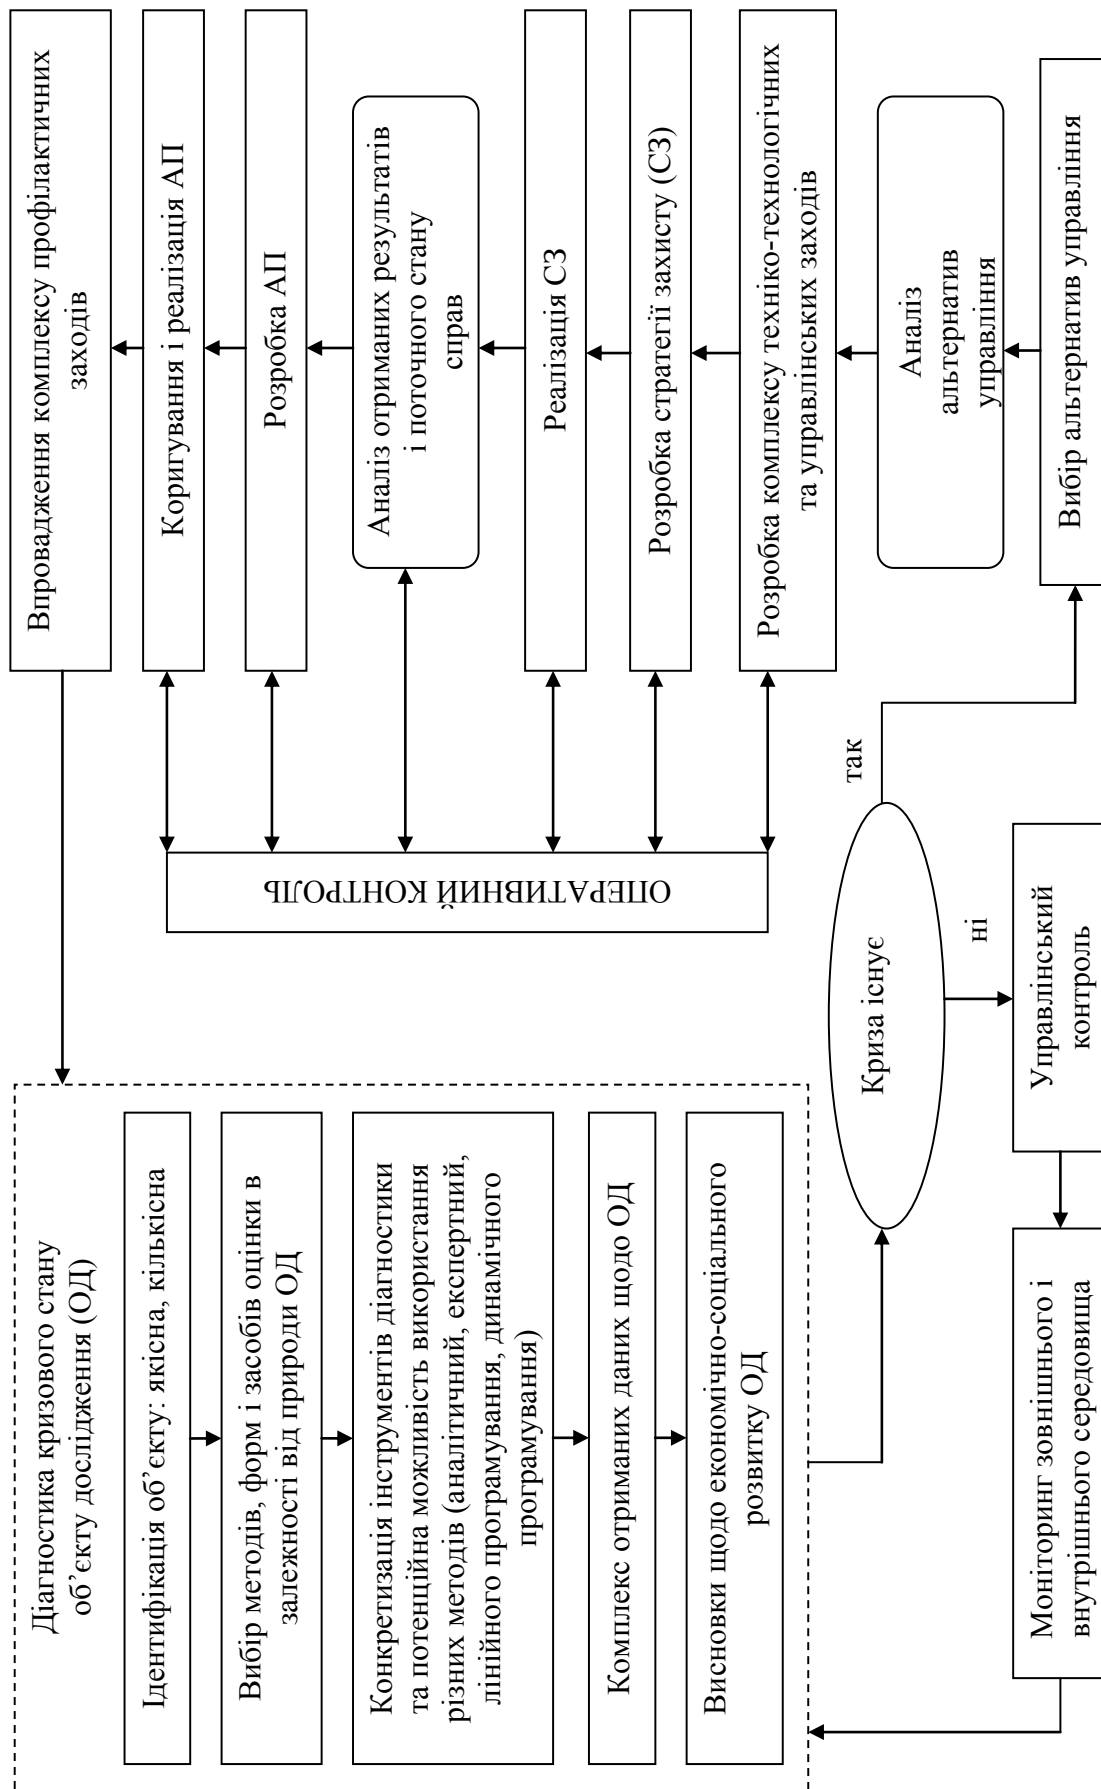 Діагностика кризового стану
об’єкту дослідження (ОД)
Ідентифікація об’єкту: якісна, кількісна
Вибір методів, форм і засобів оцінки в
залежності від природи ОД
Конкретизація інструментів діагностики
та потенційна можливість використання
різних методів (аналітичний, експертний,
лінійного програмування, динамічного
програмування)
Комплекс отриманих даних щодо ОД
Висновки щодо економічно-соціального
розвитку ОД
Моніторинг зовнішнього і
внутрішнього середовища
Управлінський
контроль
Криза існує
ні
так
ОПЕРАТИВНИЙ КОНТРОЛЬ
Впровадження комплексу профілактичних
заходів
Коригування і реалізація АП
Розробка АП
Аналіз отриманих результатів
і поточного стану
справ
Реалізація СЗ
Розробка стратегії захисту (СЗ)
Розробка комплексу техніко-технологічних
та управлінських заходів
Аналіз
альтернатив
управління
Вибір альтернатив управління